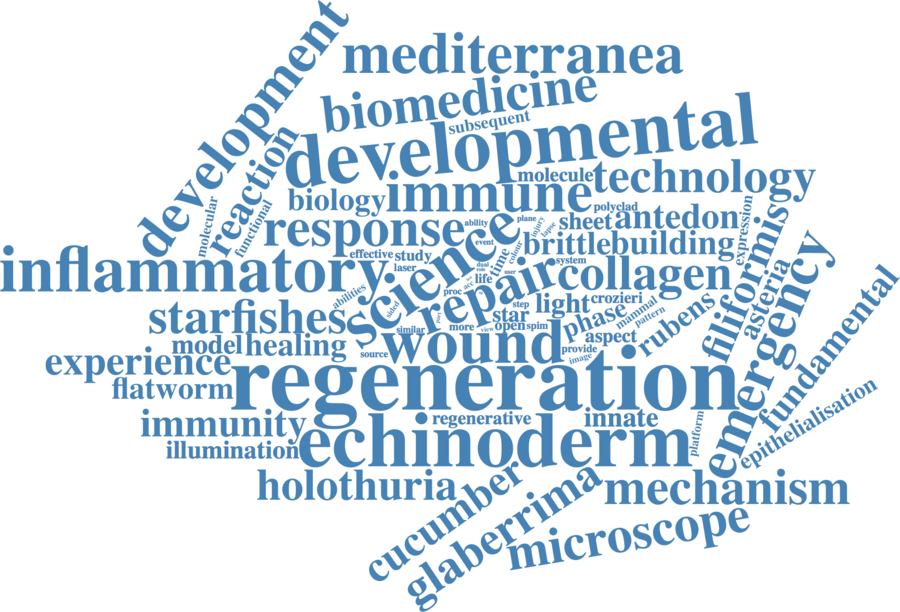 development
mediterranea
biomedicine
subsequent
developmental
reaction
molecular
functional
molecule
technology
biology
immune
polyclad
sheet
antedon
expression
filiformis
response
ability
plane
injury
lapse
event
colour
brittle
building
effective
study
laser
science
time
dual
role
life
user
system
inflammatory
abilities
sided
proc
acc
repair
collagen
step
light
crozieri
mammal
pattern
asteria
emergency
starfishes
star
phase
rubens
similar
more
view
open
spim
aspect
model
healing
source
wound
provide
image
experience
flatworm
regeneration
fundamental
immunity
regenerative
innate
platform
epithelialisation
illumination
echinoderm
holothuria
cucumber
glaberrima
mechanism
microscope